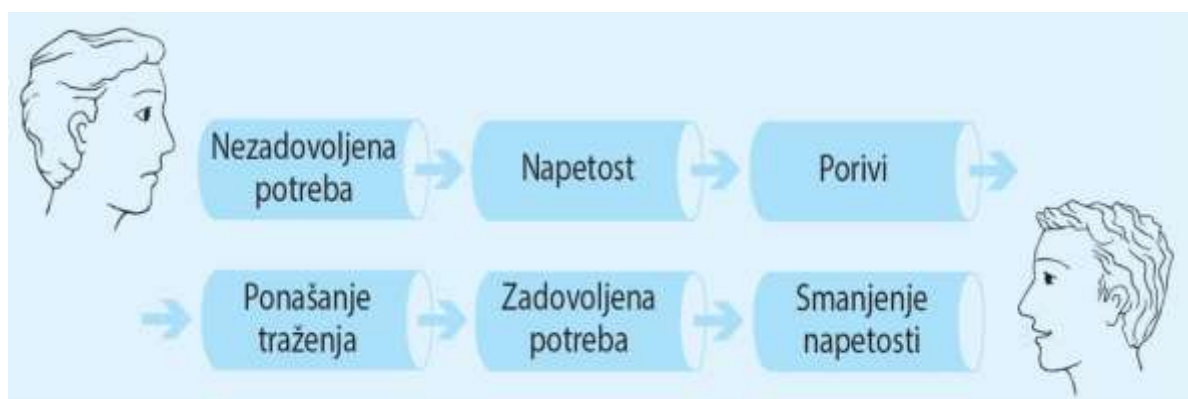 Nezadovoljena
potreba
Napetost
Porivi
Ponašanje
traženja
Zadovoljena
potreba
Smanjenje
napetosti